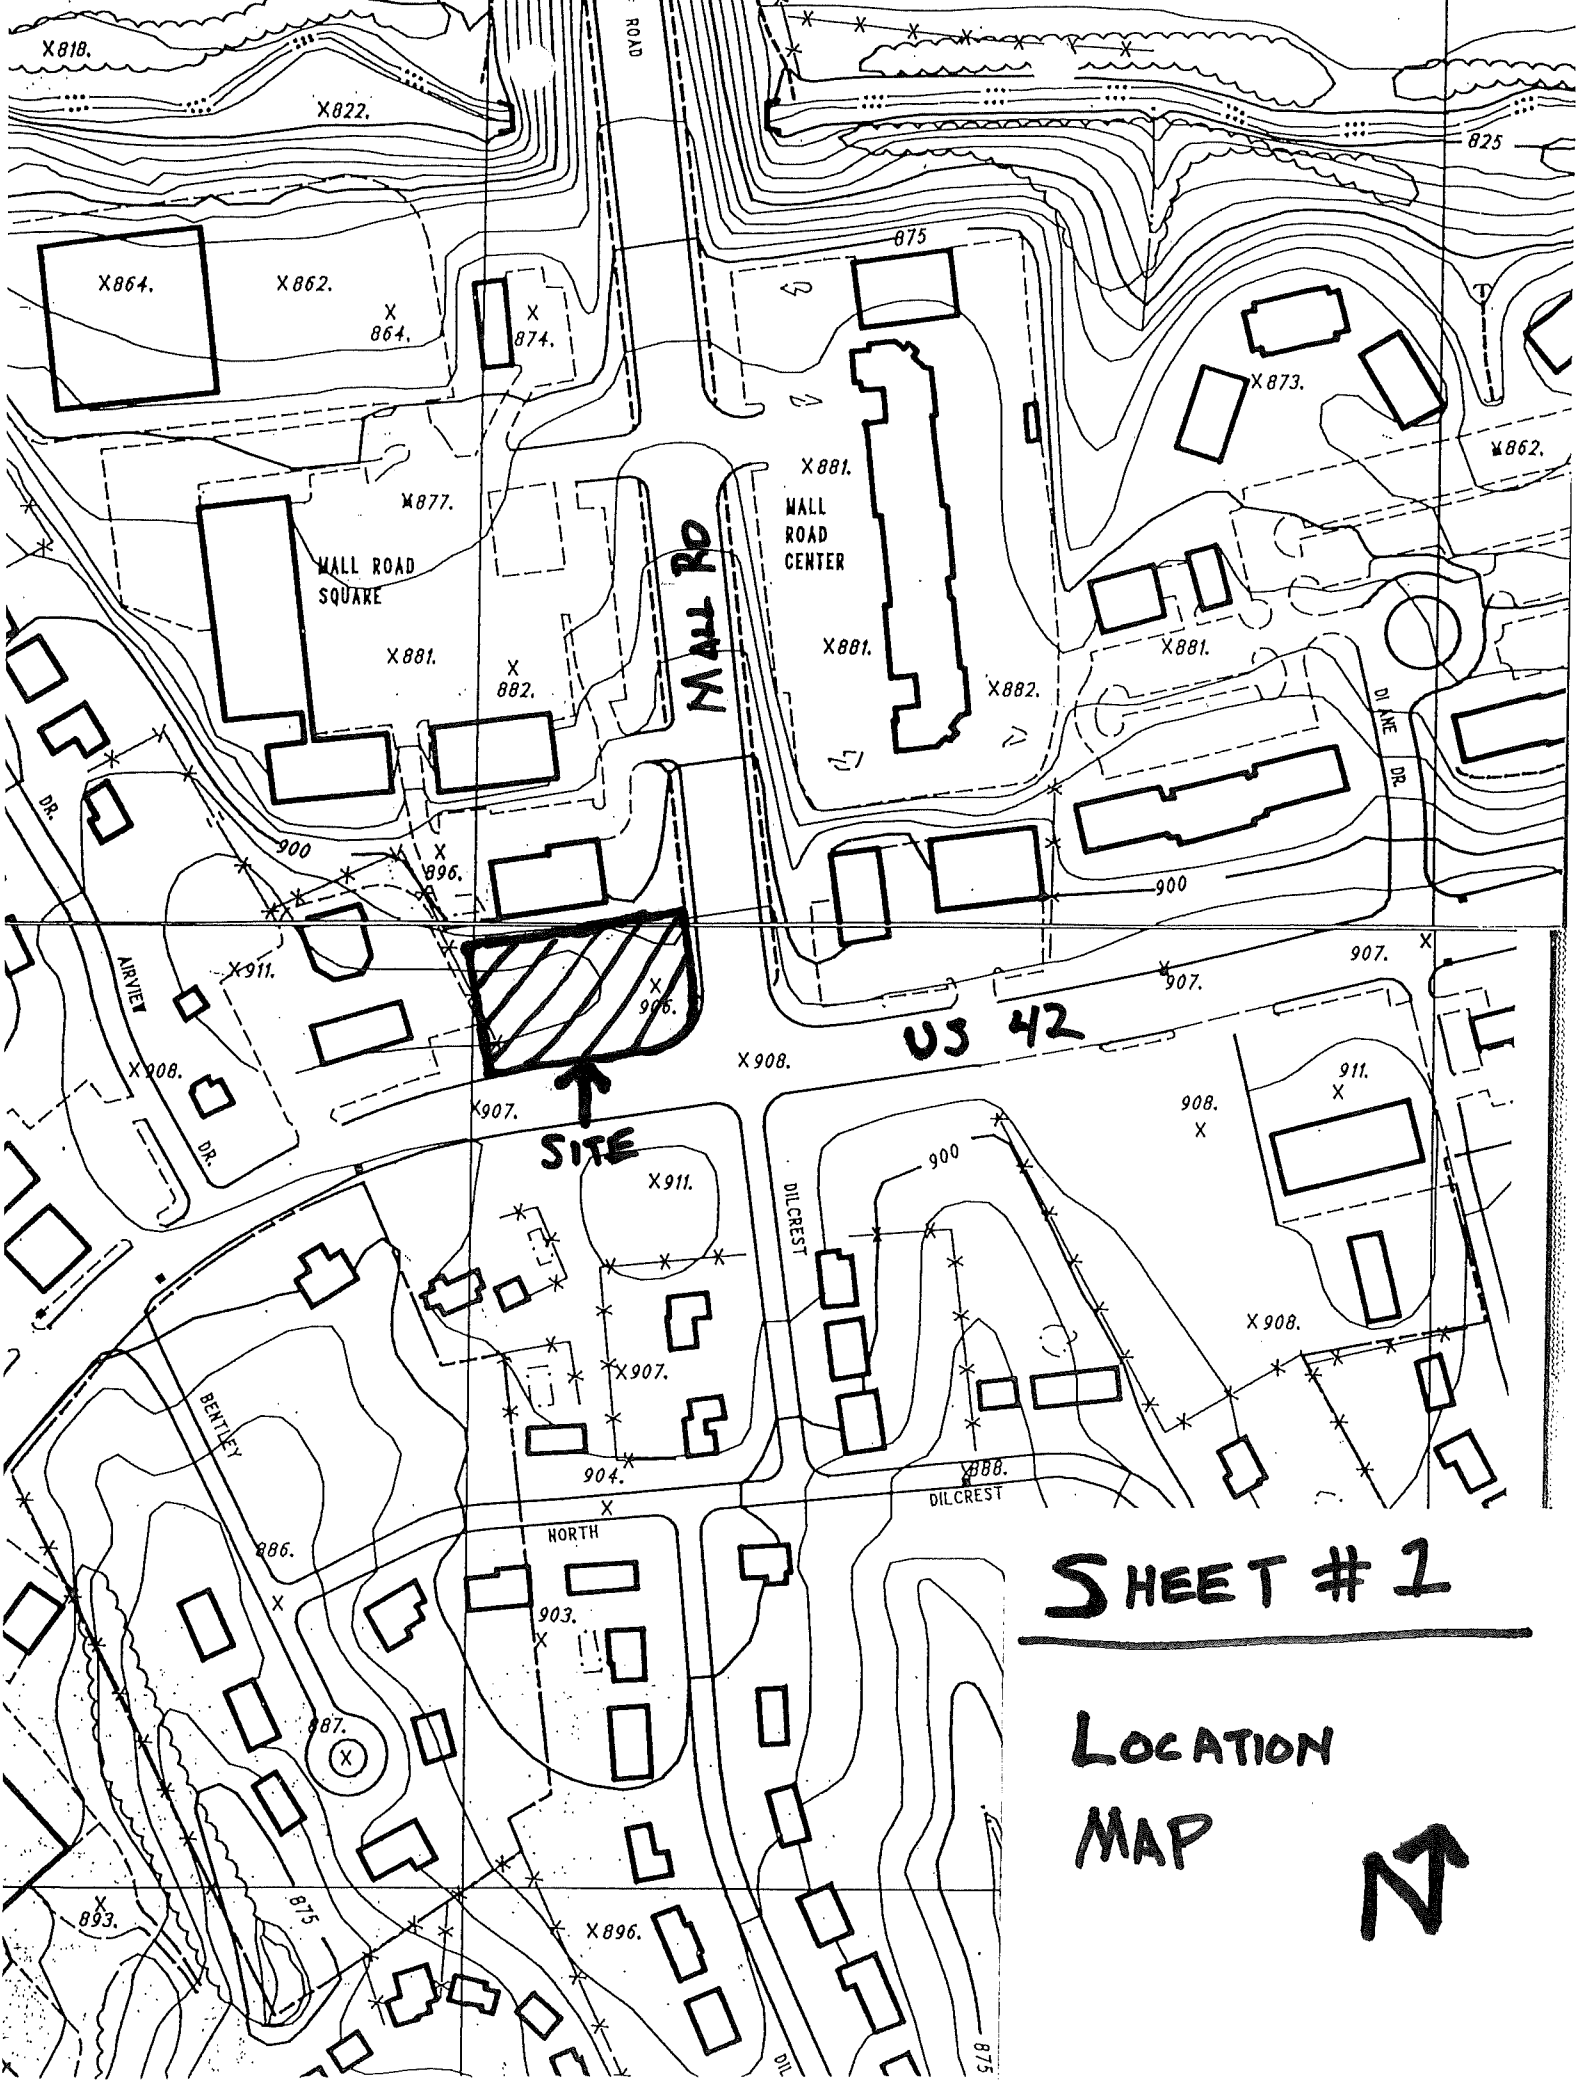 ROAD
X818.
X822.
825
875
X864.
X862.
X
864.
X
874.
X873.
X862.
X881.
MALL
ROAD
CENTER
X877.
MALL ROAD
SQUARE
MALL RD
X881.
X
882.
X881.
X882.
X881.
DIANE
DR
DR.
900
X
896.
900
X911.
AIRVIEW
X
906.
X
907.
907.
US 42
X908.
X908.
X907.
SITE
911.
X
908.
X
DR.
X911.
900
DILCREST
X908.
X907.
BENTLEY
904.
X
X888.
DILCREST
NORTH
886.
X
SHEET # 1
903.
X
887.
X
LOCATION
MAP
N
X
893.
875
X896.
DIL
875